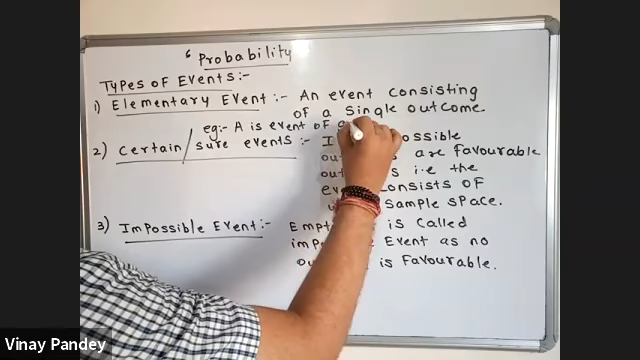 Probability
Types of Events:-
1) Elementary Event:- An event consisting
of a single outcome.
eg:- A is event of
2) Certain/sure events:- ossible
are favourable
i.e the
consists of
sample space.
3) Impossible Event:- is called
Event as no
is favourable.
Vinay Pandey